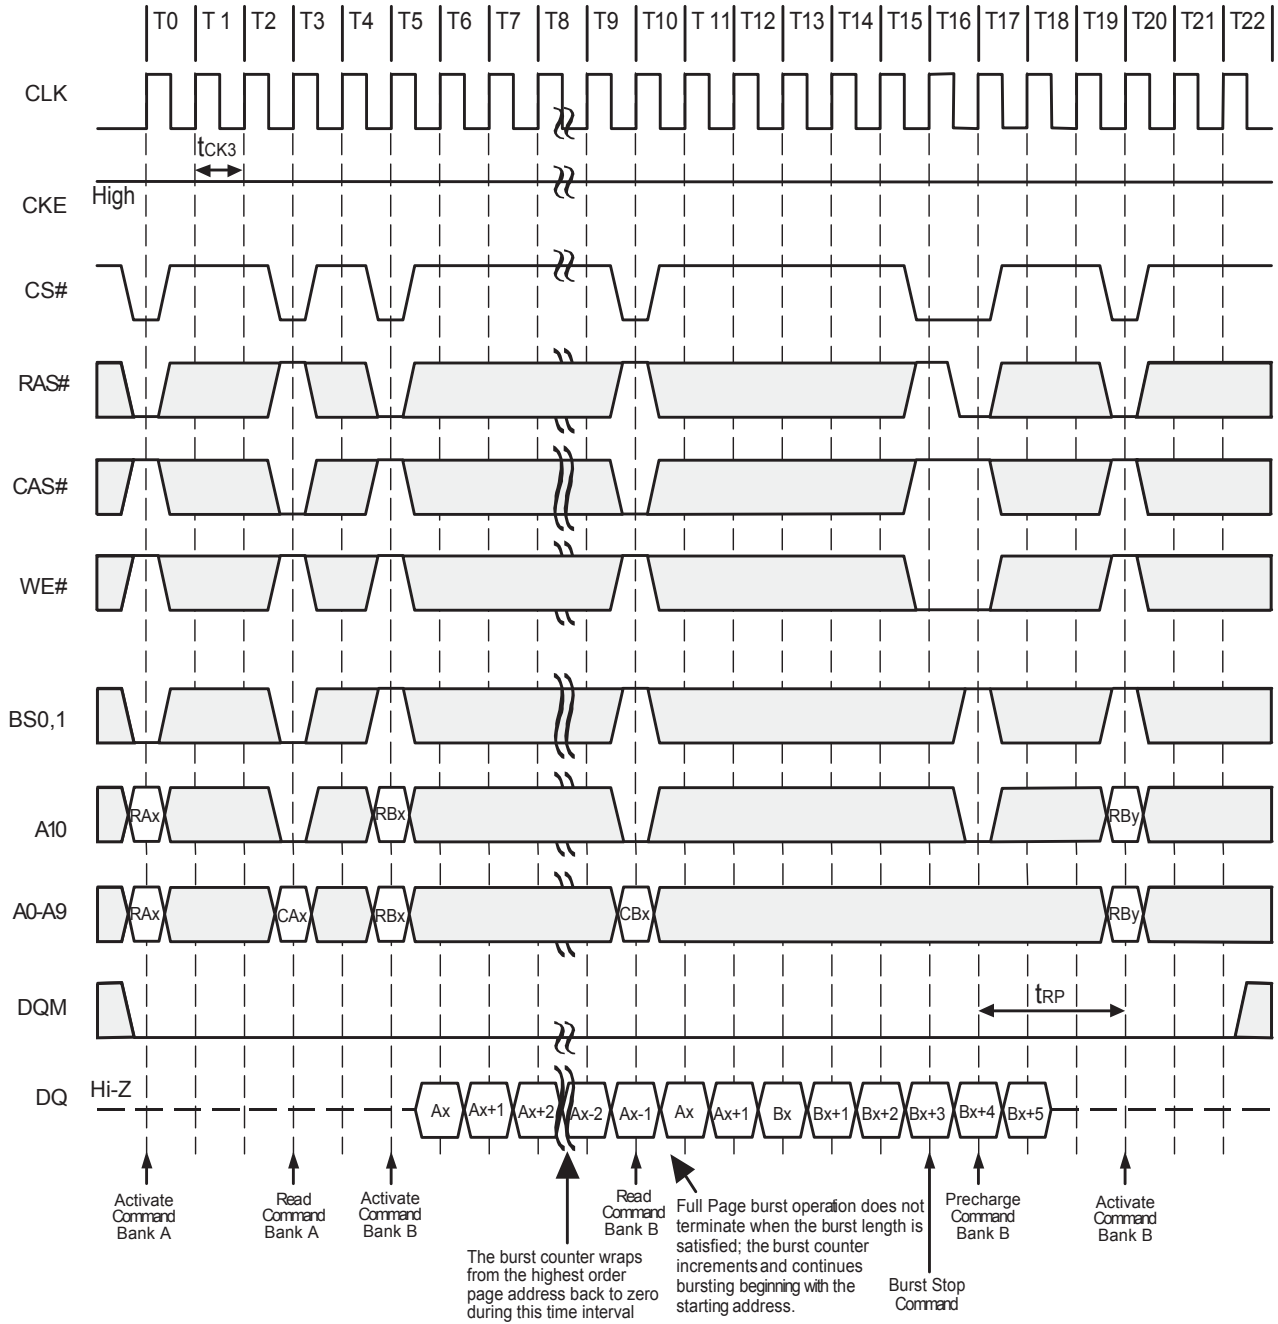 T0 T 1 T2 T3 T4 T5 T6 T7 T8 T9 T10 T 11 T12 T13 T14 T15 T16 T17 T18 T19 T20 T21 T22
CLK
tCK3
High
CKE
CS#
RAS#
CAS#
WE#
BS0,1
A10
RAx RBx RBy
A0-A9
RAx CAx RBx CBx RBy
DQM
tRP
DQ
Hi-Z
Ax Ax+1 Ax+2 Ax-2 Ax-1 Ax Ax+1 Bx Bx+1 Bx+2 Bx+3 Bx+4 Bx+5
Activate
Command
Bank A
Read
Command
Bank A
Activate
Command
Bank B
The burst counter wraps
from the highest order
page address back to zero
during this time interval
Read
Command
Bank B
Full Page burst operation does not
terminate when the burst length is
satisfied; the burst counter
increments and continues
bursting beginning with the
starting address.
Burst Stop
Command
Precharge
Command
Bank B
Activate
Command
Bank B